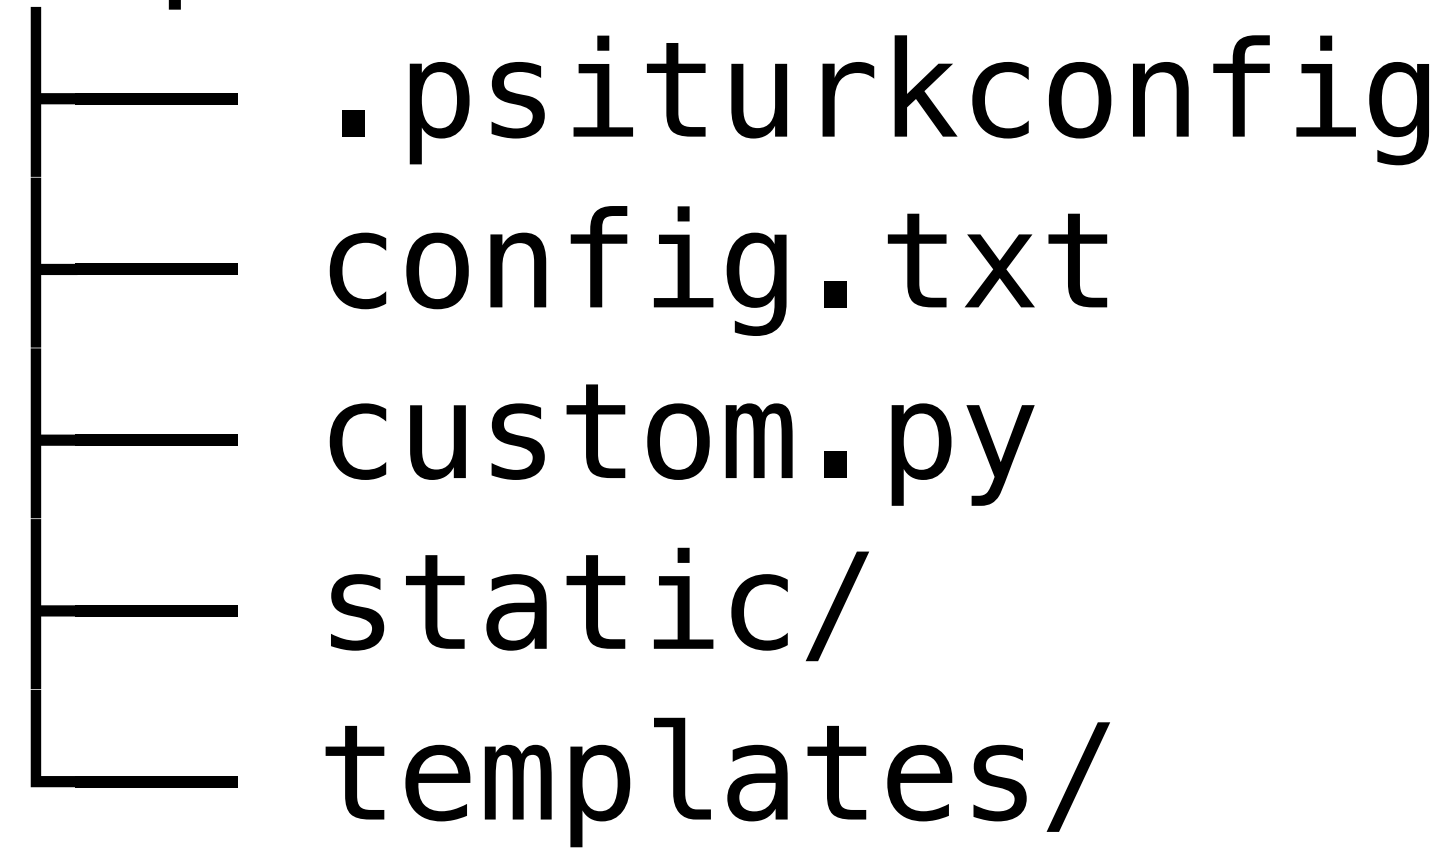 ├── .psiturkconfig
├── config.txt
├── custom.py
├── static/
└── templates/